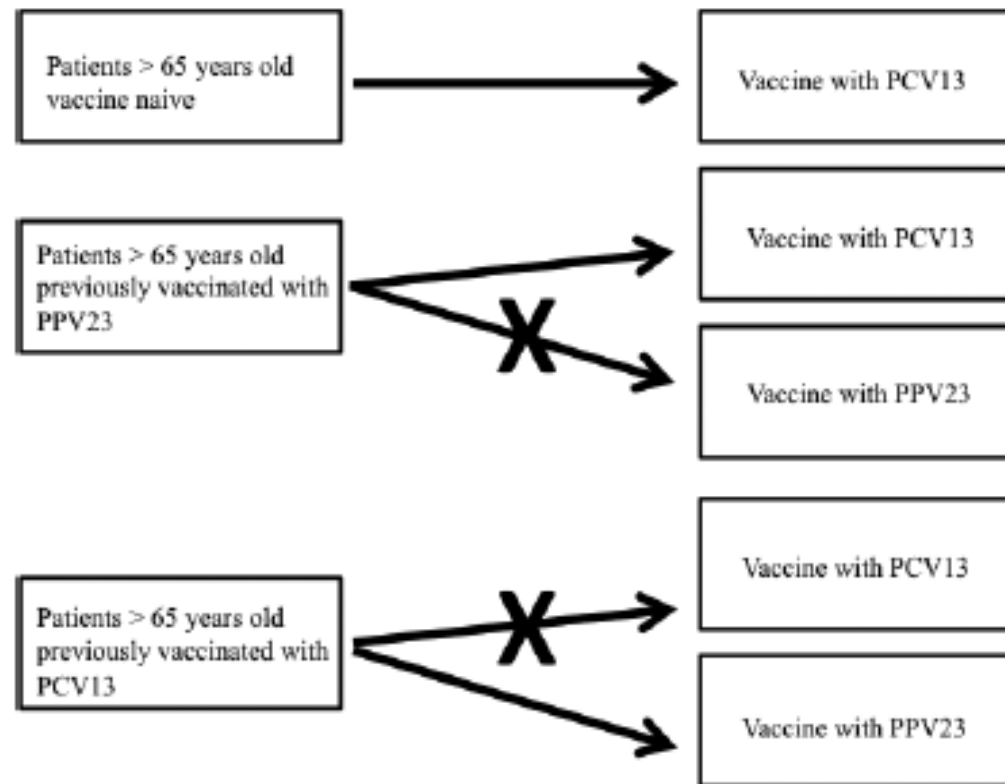 Patients > 65 years old
vaccine naive
Vaccine with PCV13
Patients > 65 years old
previously vaccinated with
PPV23
Vaccine with PCV13
X
Vaccine with PPV23
Patients > 65 years old
previously vaccinated with
PCV13
Vaccine with PCV13
X
Vaccine with PPV23